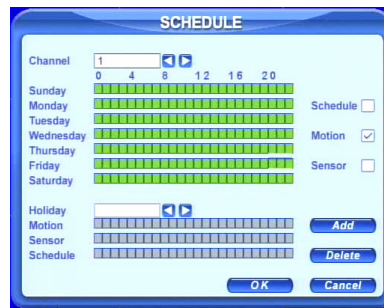 SCHEDULE
Channel 1
0 4 8 12 16 20
Sunday
Monday Schedule
Tuesday
Wednesday Motion
Thursday
Friday Sensor
Saturday
Holiday
Motion Add
Sensor
Schedule Delete
OK Cancel